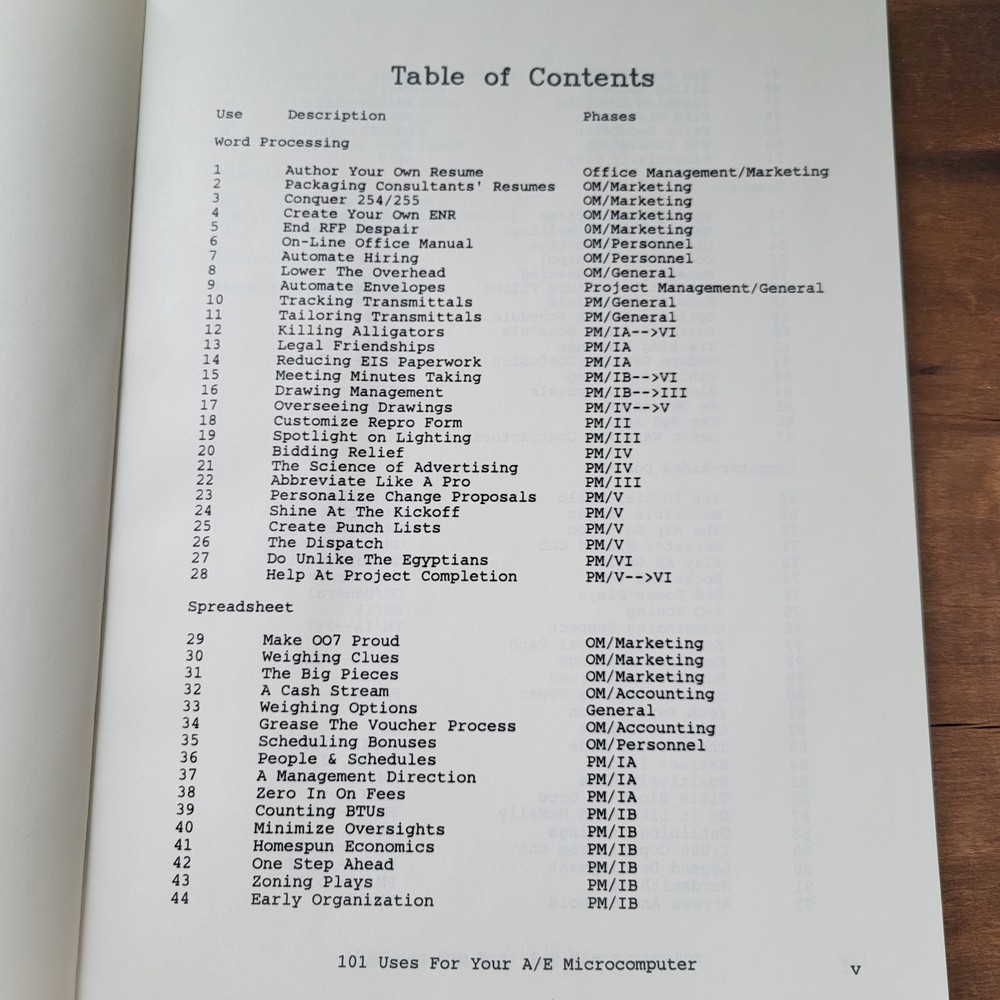 Table of Contents
Use Description Phases
Word Processing
1 Author Your Own Resume Office Management/Marketing
2 Packaging Consultants' Resumes OM/Marketing
3 Conquer 254/255 OM/Marketing
4 Create Your Own ENR OM/Marketing
5 End RFP Despair OM/Marketing
6 On-Line Office Manual OM/Personnel
7 Automate Hiring OM/Personnel
8 Lower The Overhead OM/General
9 Automate Envelopes Project Management/General
10 Tracking Transmittals PM/General
11 Tailoring Transmittals PM/General
12 Killing Alligators PM/IA-->VI
13 Legal Friendships PM/IA
14 Reducing EIS Paperwork PM/IA
15 Meeting Minutes Taking PM/IB-->VI
16 Drawing Management PM/IB-->III
17 Overseeing Drawings PM/IV-->V
18 Customize Repro Form PM/II
19 Spotlight on Lighting PM/III
20 Bidding Relief PM/IV
21 The Science of Advertising PM/IV
22 Abbreviate Like A Pro PM/III
23 Personalize Change Proposals PM/V
24 Shine At The Kickoff PM/V
25 Create Punch Lists PM/V
26 The Dispatch PM/V
27 Do Unlike The Egyptians PM/VI
28 Help At Project Completion PM/V-->VI
Spreadsheet
29 Make OO7 Proud OM/Marketing
30 Weighing Clues OM/Marketing
31 The Big Pieces OM/Marketing
32 A Cash Stream OM/Accounting
33 Weighing Options General
34 Grease The Voucher Process OM/Accounting
35 Scheduling Bonuses OM/Personnel
36 People & Schedules PM/IA
37 A Management Direction PM/IA
38 Zero In On Fees PM/IA
39 Counting BTUs PM/IB
40 Minimize Oversights PM/IB
41 Homespun Economics PM/IB
42 One Step Ahead PM/IB
43 Zoning Plays PM/IB
44 Early Organization PM/IB
101 Uses For Your A/E Microcomputer v